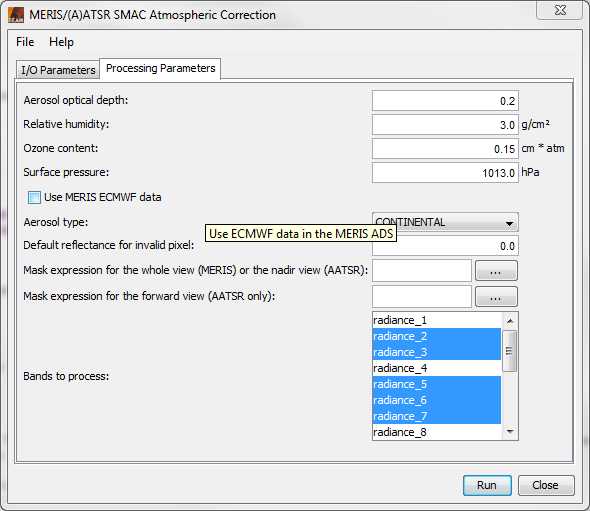 MERIS/(A)ATSR SMAC Atmospheric Correction
File Help
I/O Parameters Processing Parameters
Aerosol optical depth: 0.2
Relative humidity: 3.0 g/cm²
Ozone content: 0.15 cm * atm
Surface pressure: 1013.0 hPa
Use MERIS ECMWF data
Aerosol type: CONTINENTAL
Use ECMWF data in the MERIS ADS
Default reflectance for invalid pixel: 0.0
Mask expression for the whole view (MERIS) or the nadir view (AATSR): ...
Mask expression for the forward view (AATSR only): ...
radiance_1
radiance_2
radiance_3
radiance_4
Bands to process:
radiance_5
radiance_6
radiance_7
radiance_8
Run Close